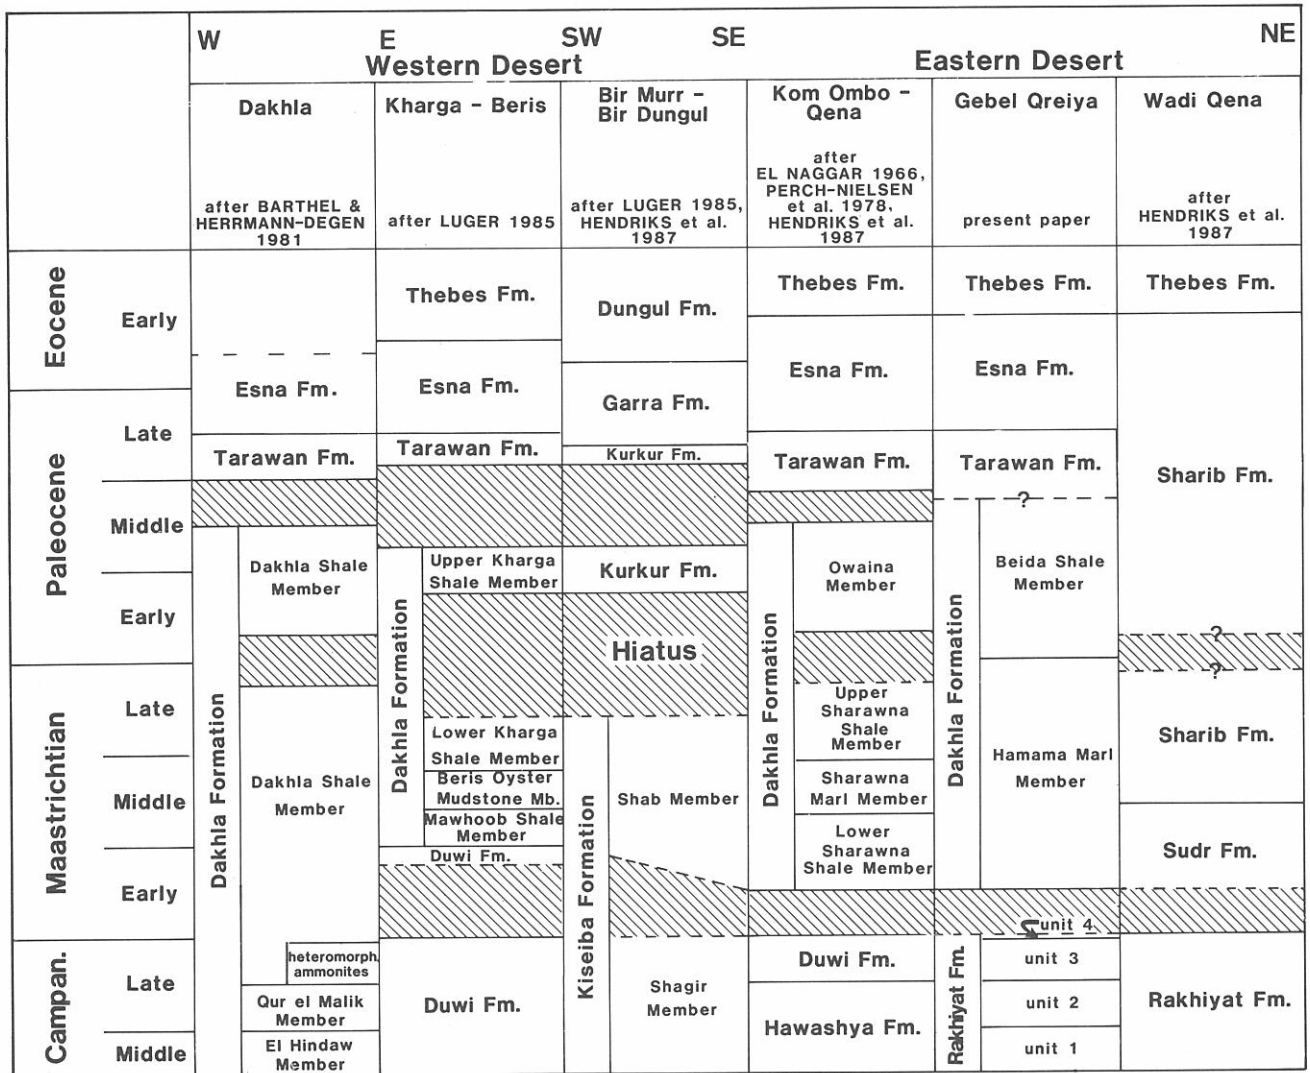 W E SW SE NE
Western Desert
Eastern Desert
Dakhla
after BARTHEL &
HERRMANN-DEGEN
1981
Kharga - Beris
after LUGER 1985
Bir Murr -
Bir Dungul
after LUGER 1985,
HENDRIKS et al.
1987
Kom Ombo -
Qena
after
EL NAGGAR 1966,
PERCH-NIELSEN
et al. 1978,
HENDRIKS et al.
1987
Gebel Qreiya
present paper
Wadi Qena
after
HENDRIKS et al.
1987
Eocene
Early
Paleocene
Late
Middle
Early
Maastrichtian
Late
Middle
Early
Campan.
Late
Middle
Esna Fm.
Tarawan Fm.
Dakhla Formation
Dakhla Shale
Member
Dakhla Shale
Member
heteromorph.
ammonites
Qur el Malik
Member
El Hindaw
Member
Thebes Fm.
Esna Fm.
Tarawan Fm.
Dakhla Formation
Upper Kharga
Shale Member
Lower Kharga
Shale Member
Beris Oyster
Mudstone Mb.
Mawhoob Shale
Member
Duwi Fm.
Duwi Fm.
Dungul Fm.
Garra Fm.
Kurkur Fm.
Kurkur Fm.
Hiatus
Kiseiba Formation
Shab Member
Shagir
Member
Thebes Fm.
Esna Fm.
Tarawan Fm.
Dakhla Formation
Owaina
Member
Upper
Sharawna
Shale
Member
Sharawna
Marl Member
Lower
Sharawna
Shale Member
Duwi Fm.
Hawashya Fm.
Thebes Fm.
Esna Fm.
Tarawan Fm.
?
Dakhla Formation
Beida Shale
Member
Hamama Marl
Member
Rakhiyat Fm.
unit 4
unit 3
unit 2
unit 1
Thebes Fm.
Sharib Fm.
?
?
Sharib Fm.
Sudr Fm.
Rakhiyat Fm.